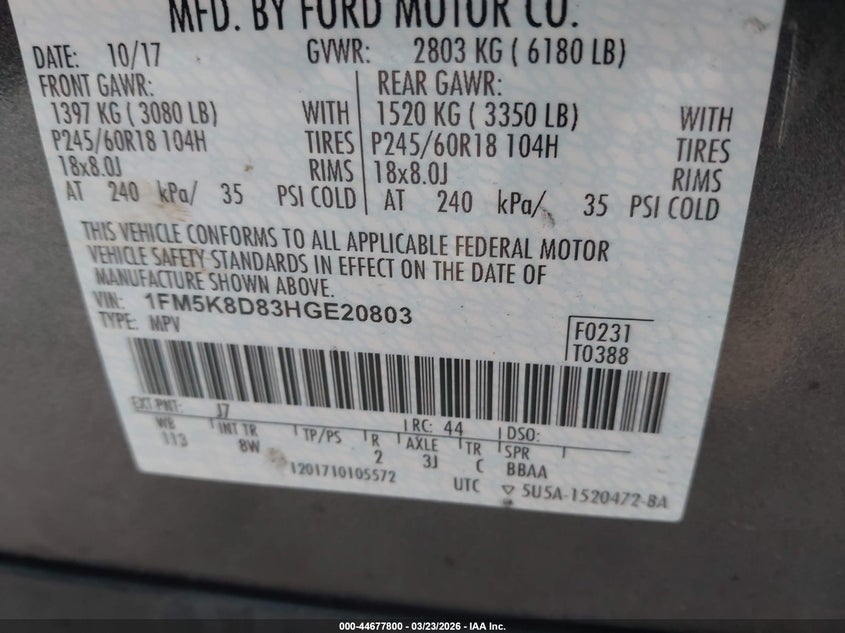 MFD. BY FORD MOTOR CO.
DATE: 10/17 GVWR: 2803 KG ( 6180 LB)
FRONT GAWR: REAR GAWR:
1397 KG ( 3080 LB) WITH 1520 KG ( 3350 LB) WITH
P245/60R18 104H TIRES P245/60R18 104H TIRES
18x8.0J RIMS 18x8.0J RIMS
AT 240 kPa/ 35 PSI COLD AT 240 kPa/ 35 PSI COLD
THIS VEHICLE CONFORMS TO ALL APPLICABLE FEDERAL MOTOR
VEHICLE SAFETY STANDARDS IN EFFECT ON THE DATE OF
MANUFACTURE SHOWN ABOVE.
VIN: 1FM5K8D83HGE20803
TYPE: MPV
F0231
T0388
EXT PNT: J7 RC: 44 DSO:
WB INT TR TP/PS R AXLE TR SPR
113 8W 2 3J C BBAA
1201710105572 UTC ▽ 5U5A-1520472-BA
000-44677800 - 03/23/2026 - IAA Inc.